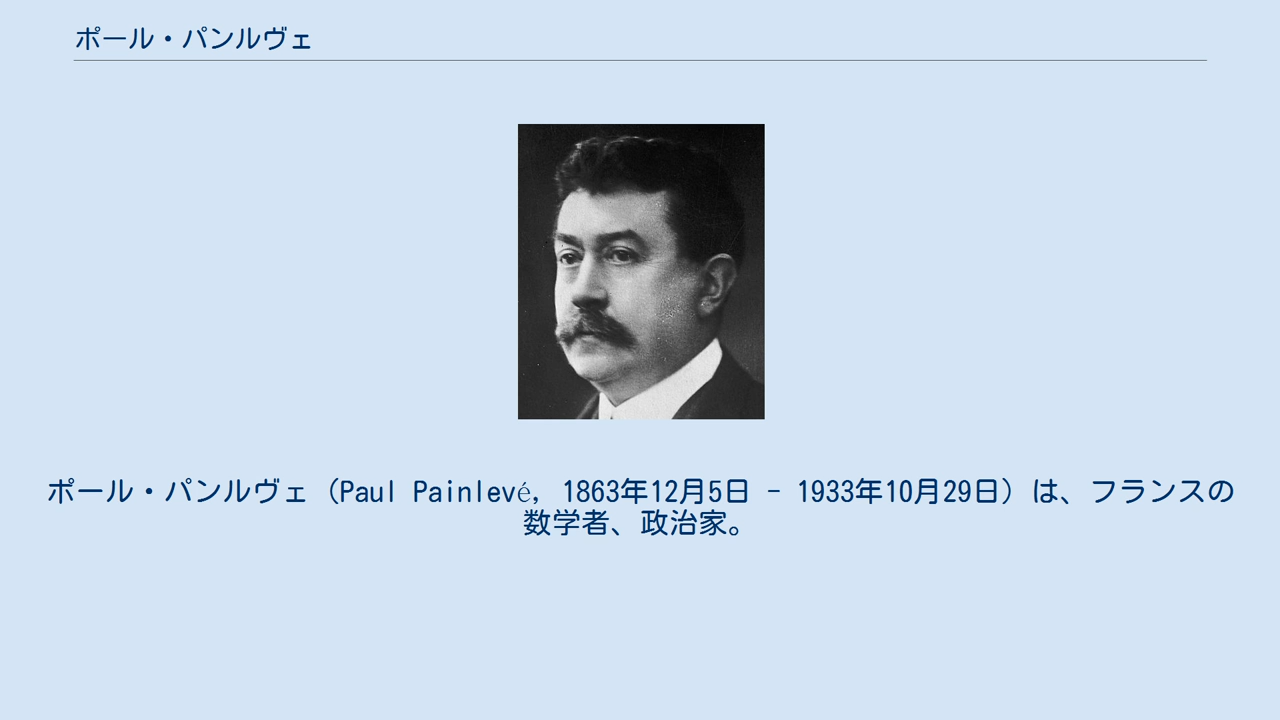 ポール・パンルヴェ
ポール・パンルヴェ（Paul Painlevé, 1863年12月5日 - 1933年10月29日）は、フランスの
数学者、政治家。